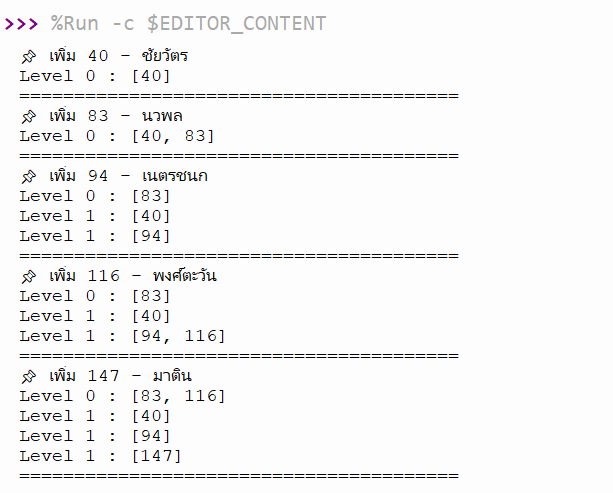 >>> %Run -c $EDITOR_CONTENT
📌 เพิ่ม 40 – ชัยวัตร
Level 0 : [40]
========================================
📌 เพิ่ม 83 – นวพล
Level 0 : [40, 83]
========================================
📌 เพิ่ม 94 – เนตรชนก
Level 0 : [83]
Level 1 : [40]
Level 1 : [94]
========================================
📌 เพิ่ม 116 – พงศ์ตะวัน
Level 0 : [83]
Level 1 : [40]
Level 1 : [94, 116]
========================================
📌 เพิ่ม 147 – มาติน
Level 0 : [83, 116]
Level 1 : [40]
Level 1 : [94]
Level 1 : [147]
========================================